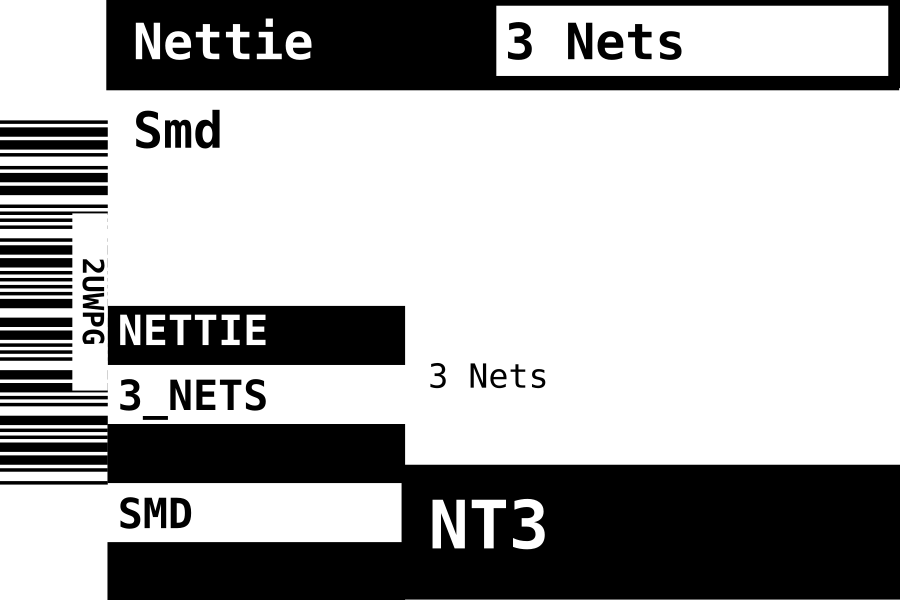 Nettie
3 Nets
Smd
2UWPG
NETTIE
3_NETS
SMD
3 Nets
NT3